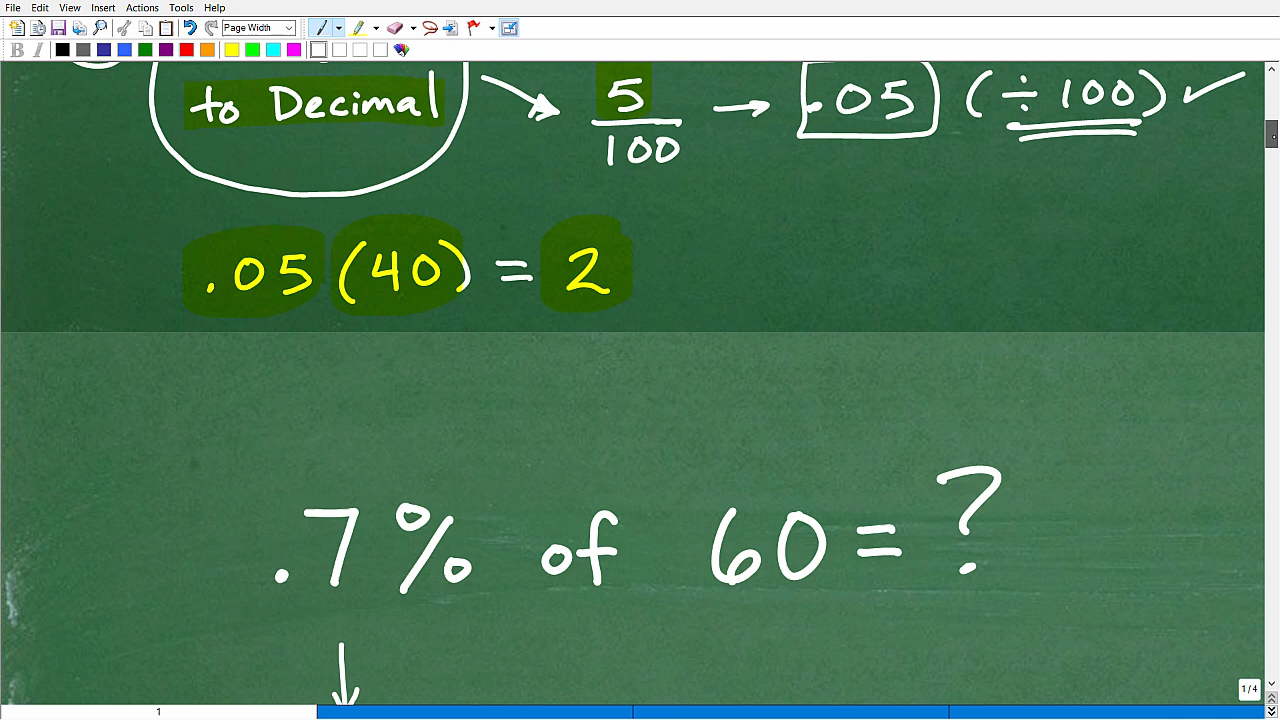 File Edit View Insert Actions Tools Help
Page Width
B I
to Decimal
5/100 → .05 (÷ 100) ✓
.05 (40) = 2
.7% of 60 = ?
1/4
1